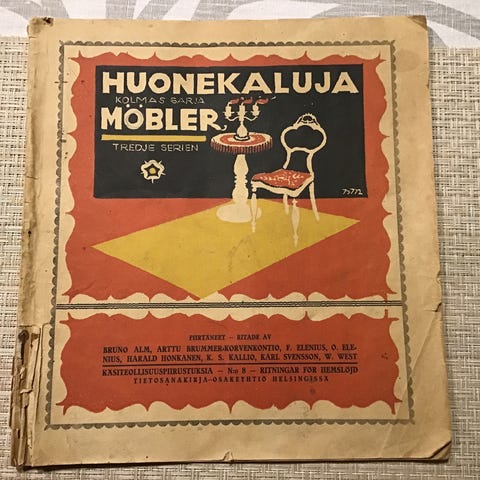 HUONEKALUJA
KOLMAS SARJA
MÖBLER
TREDJE SERIEN
PIIRTÄNEET — RITADE AV
BRUNO ALM, ARTTU BRUMMER-KORVENKONTIO, F. ELENIUS, O. ELE-
NIUS, HARALD HONKANEN, K. S. KALLIO, KARL SVENSSON, W. WEST
KÄSITEOLLISUUSPIIRUSTUKSIA — N:o 8 — RITNINGAR FÖR HEMSLÖJD
TIETOSANAKIRJA-OSAKEYHTIÖ HELSINGISSÄ